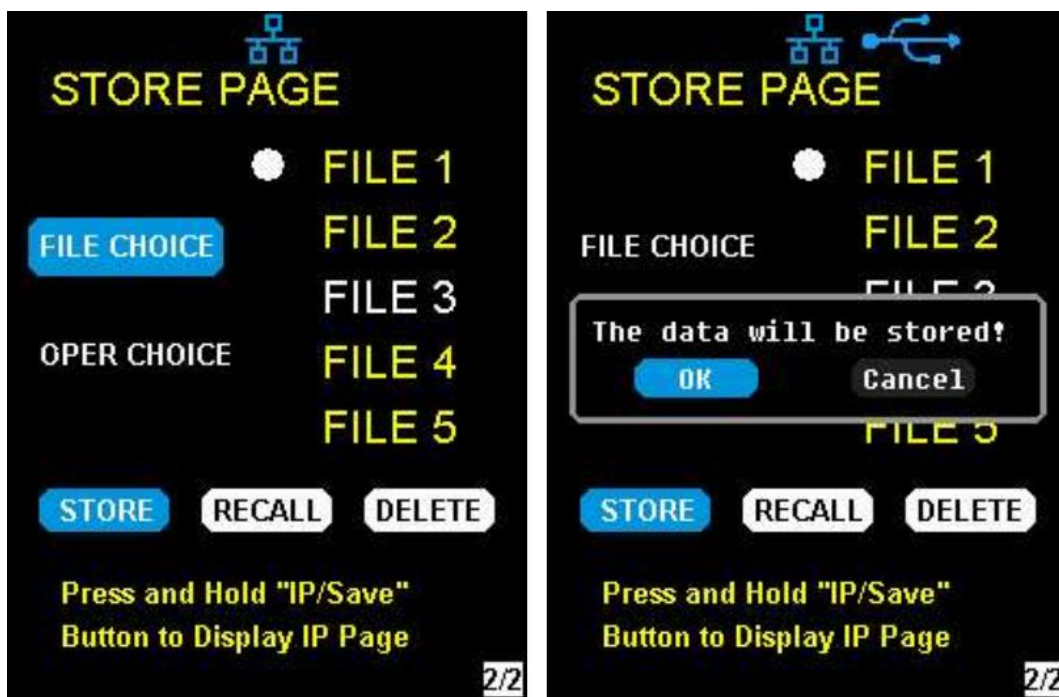 STORE PAGE
FILE 1
FILE CHOICE
FILE 2
FILE 3
OPER CHOICE
FILE 4
FILE 5
STORE RECALL DELETE
Press and Hold "IP/Save"
Button to Display IP Page
2/2
STORE PAGE
FILE 1
FILE CHOICE
FILE 2
The data will be stored!
OK Cancel
FILE 5
STORE RECALL DELETE
Press and Hold "IP/Save"
Button to Display IP Page
2/2